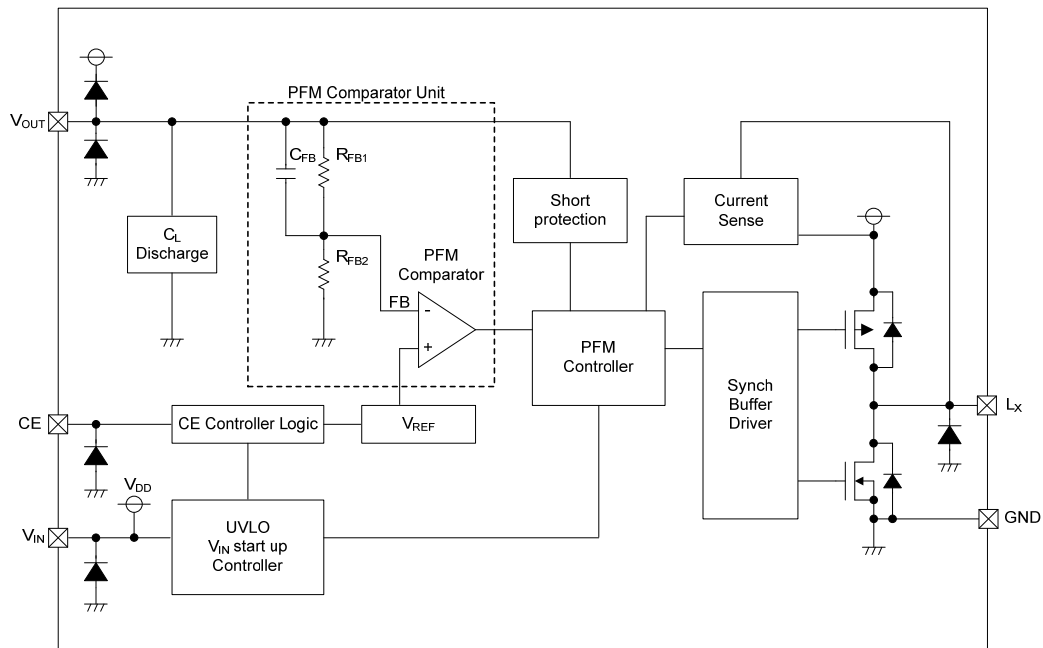 PFM Comparator Unit
VOUT
CFB
RFB1
Short
protection
Current
Sense
CL
Discharge
RFB2
PFM
Comparator
FB
-
+
PFM
Controller
Synch
Buffer
Driver
CE
CE Controller Logic
VREF
LX
VDD
VIN
UVLO
VIN start up
Controller
GND